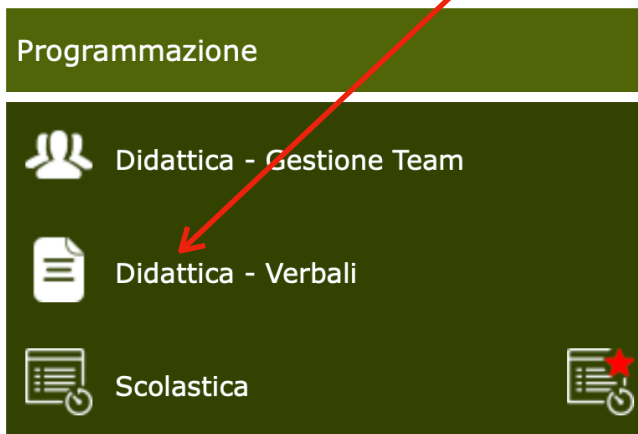 Programmazione
Didattica - Gestione Team
Didattica - Verbali
Scolastica